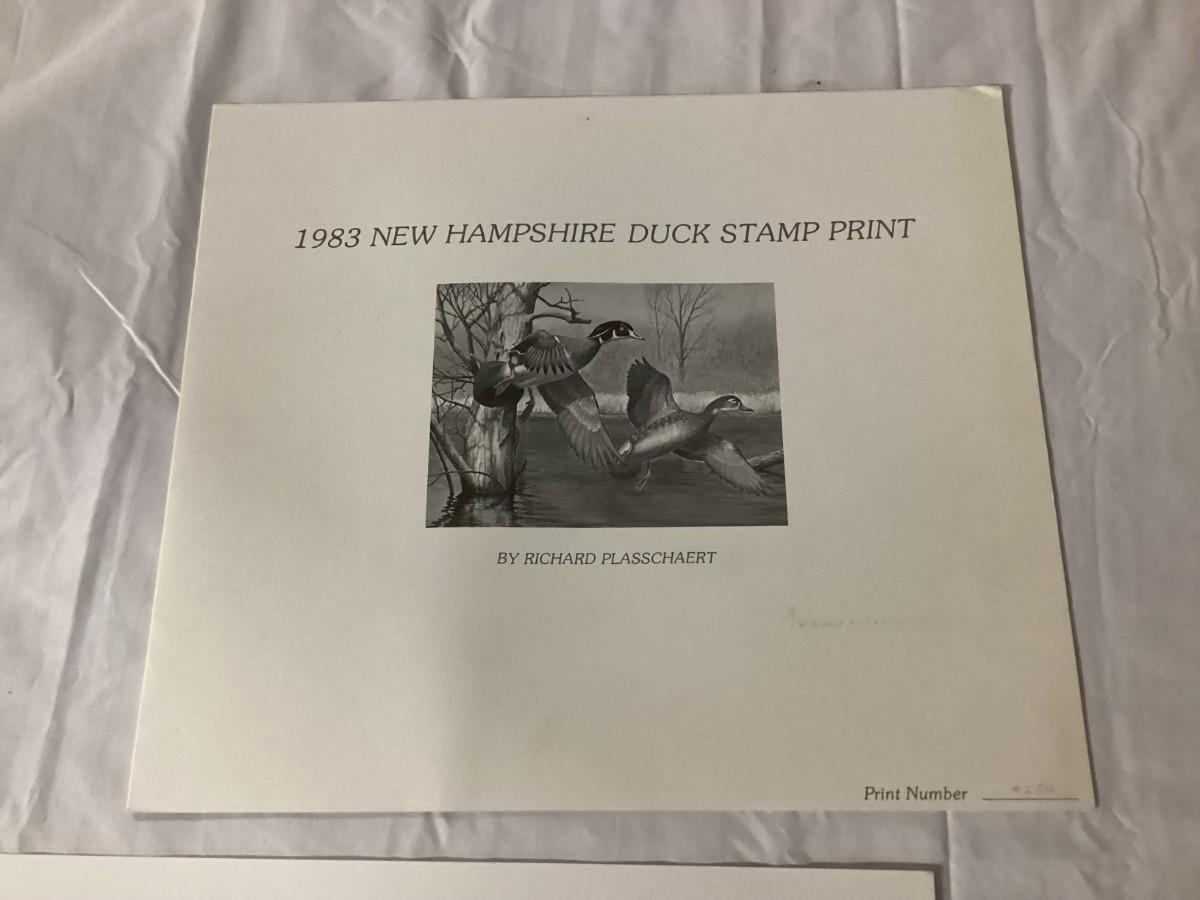 1983 NEW HAMPSHIRE DUCK STAMP PRINT
BY RICHARD PLASSCHAERT
Print Number